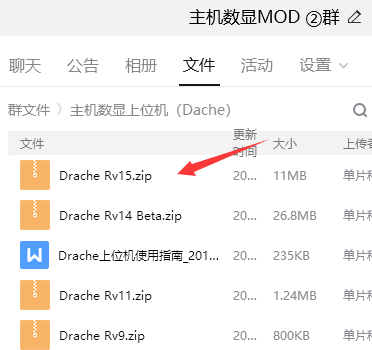 主机数显MOD ②群
聊天 公告 相册 文件 活动 设置
群文件 〉主机数显上位机（Dache）
文件 更新时间 大小 上传者
Drache Rv15.zip 20... 11MB 单片
Drache Rv14 Beta.zip 20... 26.8MB 单片
Drache上位机使用指南_201... 20... 235KB 单片
Drache Rv11.zip 20... 1.24MB 单片
Drache Rv9.zip 20... 800KB 单片